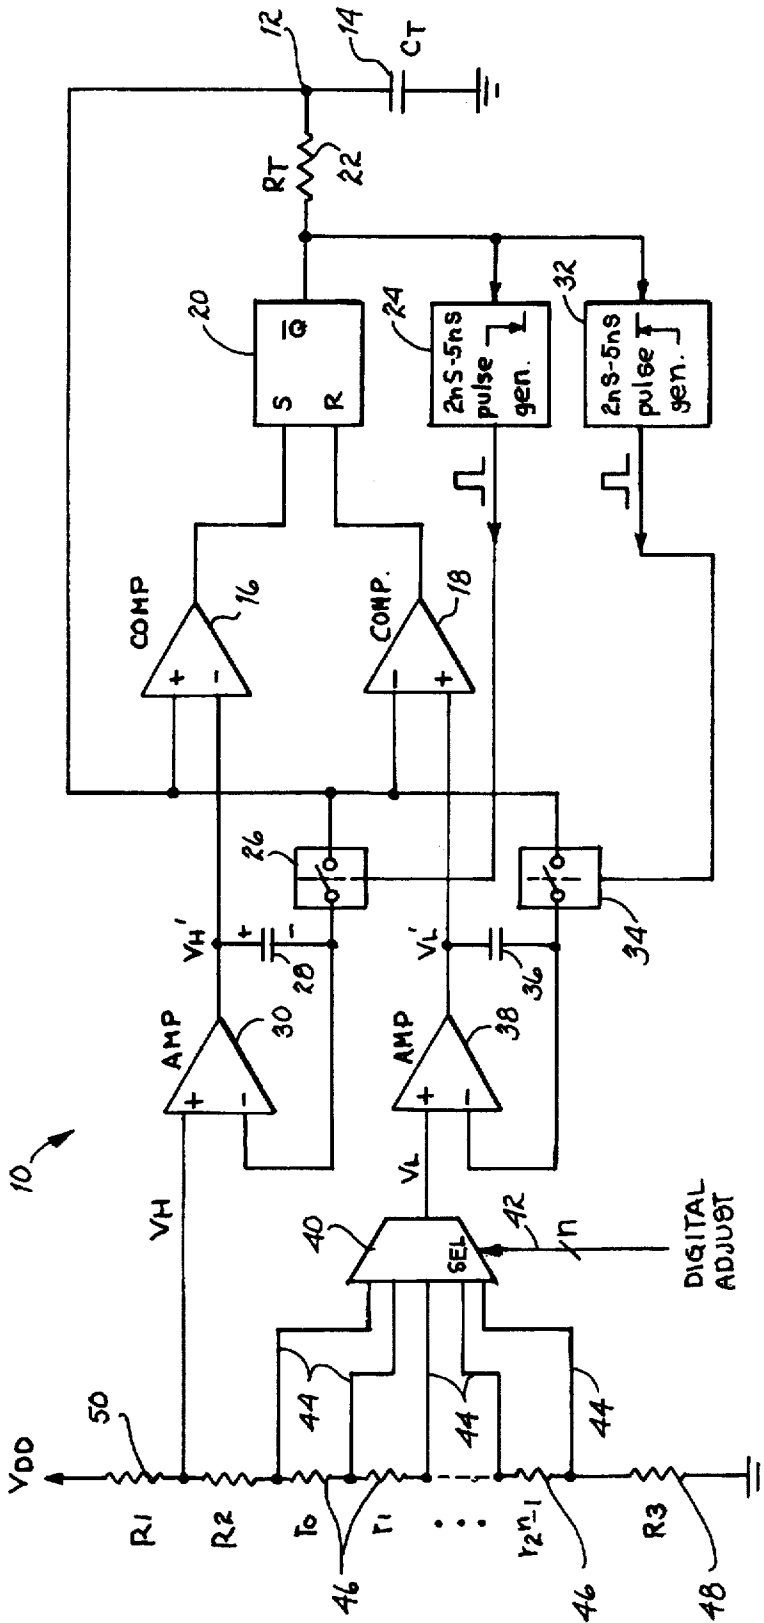 10
VDD
50
R1
R2
r0
46
r1
r2n-1
46
R3
48
44
44
44
VH
40
SEL
VL
42
n
DIGITAL
ADJUST
AMP
+
-
30
AMP
+
-
38
VH'
+
-
28
VL'
36
26
34
COMP
+
-
16
COMP.
-
+
18
20
S
R
Q
24
2nS-5ns
pulse
gen.
32
2nS-5ns
pulse
gen.
RT
22
12
14
CT